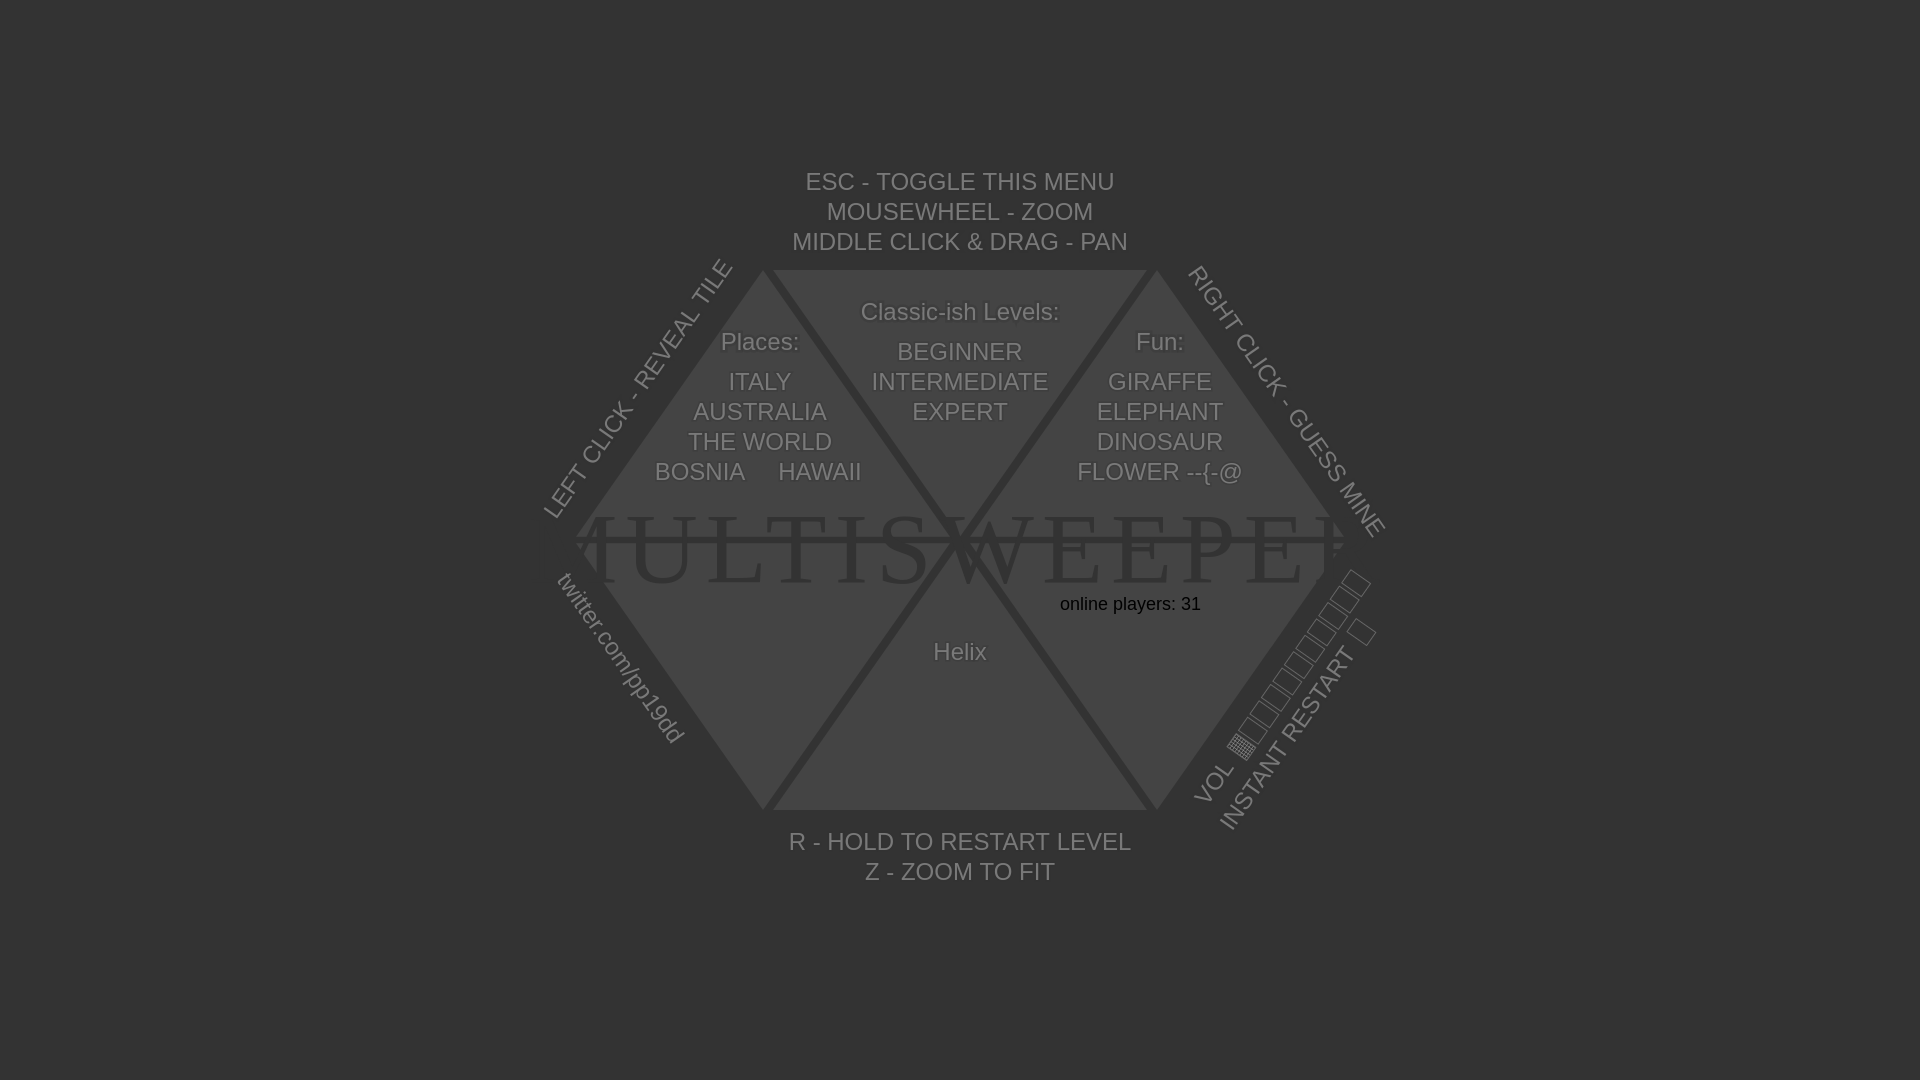 ESC - TOGGLE THIS MENU
MOUSEWHEEL - ZOOM
MIDDLE CLICK & DRAG - PAN
LEFT CLICK - REVEAL TILE
RIGHT CLICK - GUESS MINE
Places:
ITALY
AUSTRALIA
THE WORLD
BOSNIA HAWAII
Classic-ish Levels:
BEGINNER
INTERMEDIATE
EXPERT
Fun:
GIRAFFE
ELEPHANT
DINOSAUR
FLOWER --{-@
MULTISWEEPER
online players: 31
Helix
twitter.com/pp19dd
VOL
INSTANT RESTART
R - HOLD TO RESTART LEVEL
Z - ZOOM TO FIT